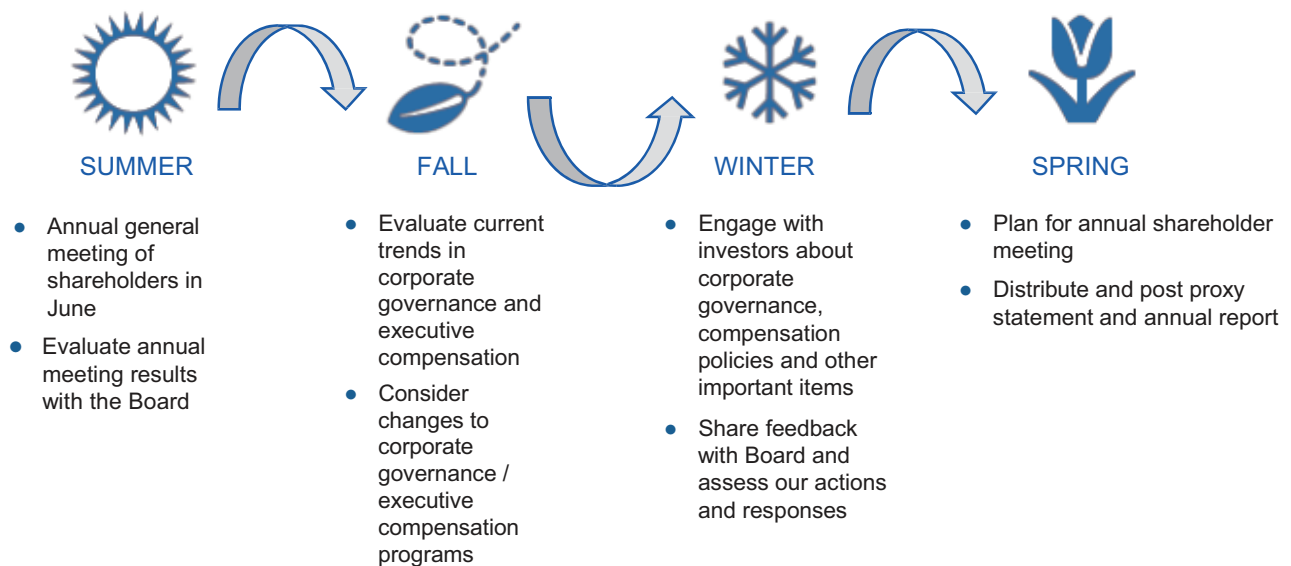 SUMMER
● Annual general
meeting of
shareholders in
June
● Evaluate annual
meeting results
with the Board
FALL
● Evaluate current
trends in
corporate
governance and
executive
compensation
● Consider
changes to
corporate
governance /
executive
compensation
programs
WINTER
● Engage with
investors about
corporate
governance,
compensation
policies and other
important items
● Share feedback
with Board and
assess our actions
and responses
SPRING
● Plan for annual shareholder
meeting
● Distribute and post proxy
statement and annual report